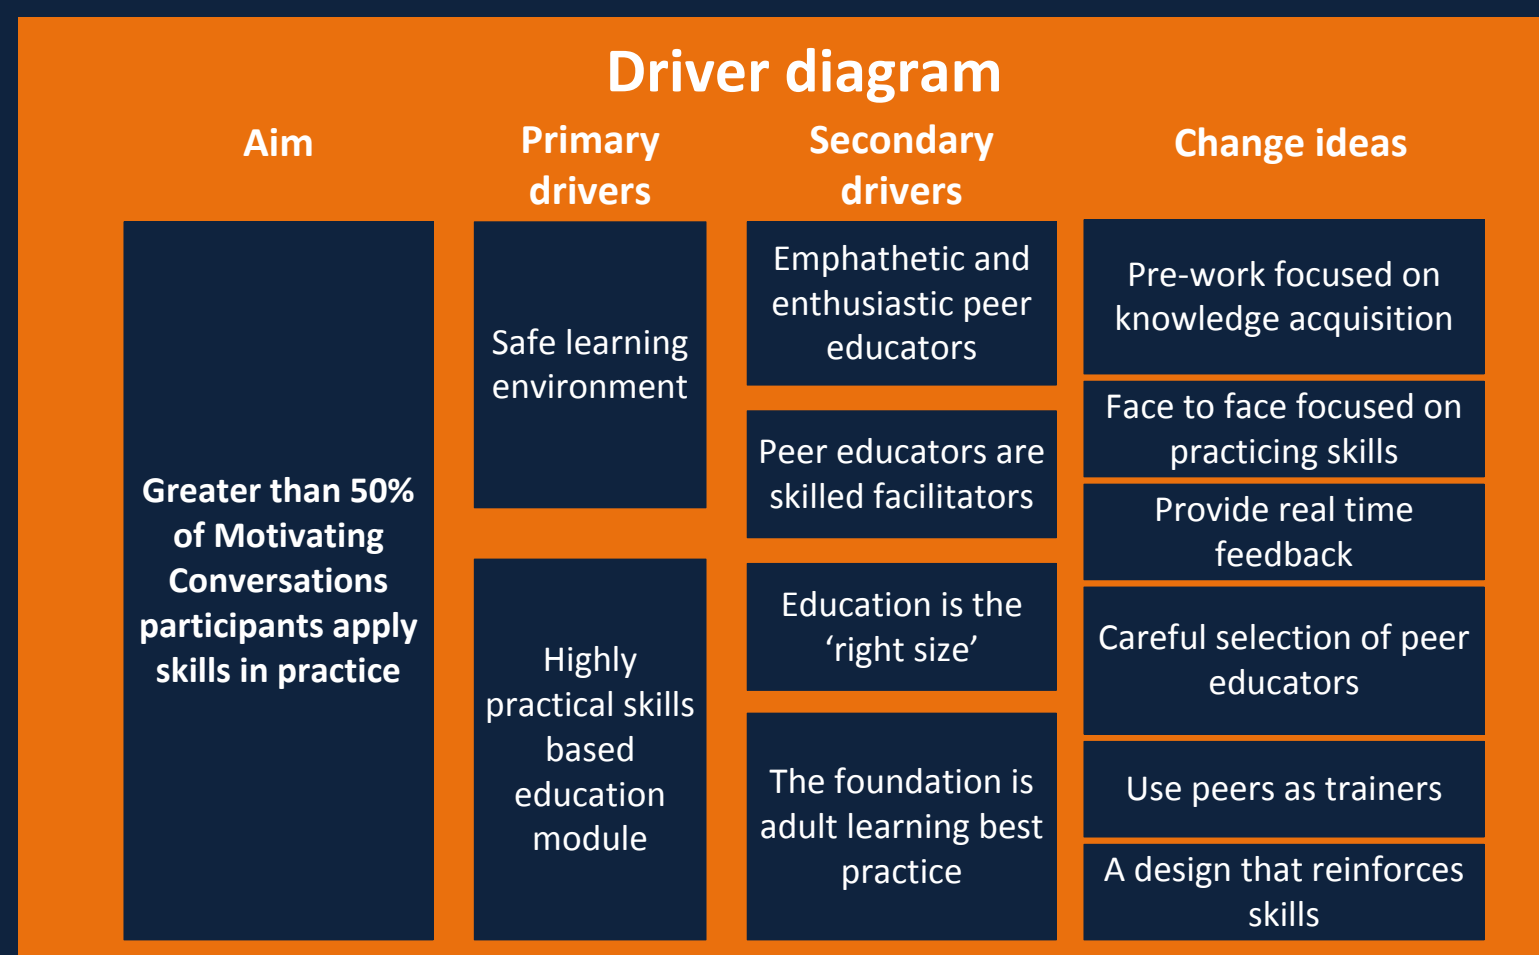 Driver diagram
Aim
Primary
drivers
Secondary
drivers
Change ideas
Greater than 50%
of Motivating
Conversations
participants apply
skills in practice
Safe learning
environment
Highly
practical skills
based
education
module
Emphathetic and
enthusiastic peer
educators
Peer educators are
skilled facilitators
Education is the
‘right size’
The foundation is
adult learning best
practice
Pre-work focused on
knowledge acquisition
Face to face focused on
practicing skills
Provide real time
feedback
Careful selection of peer
educators
Use peers as trainers
A design that reinforces
skills